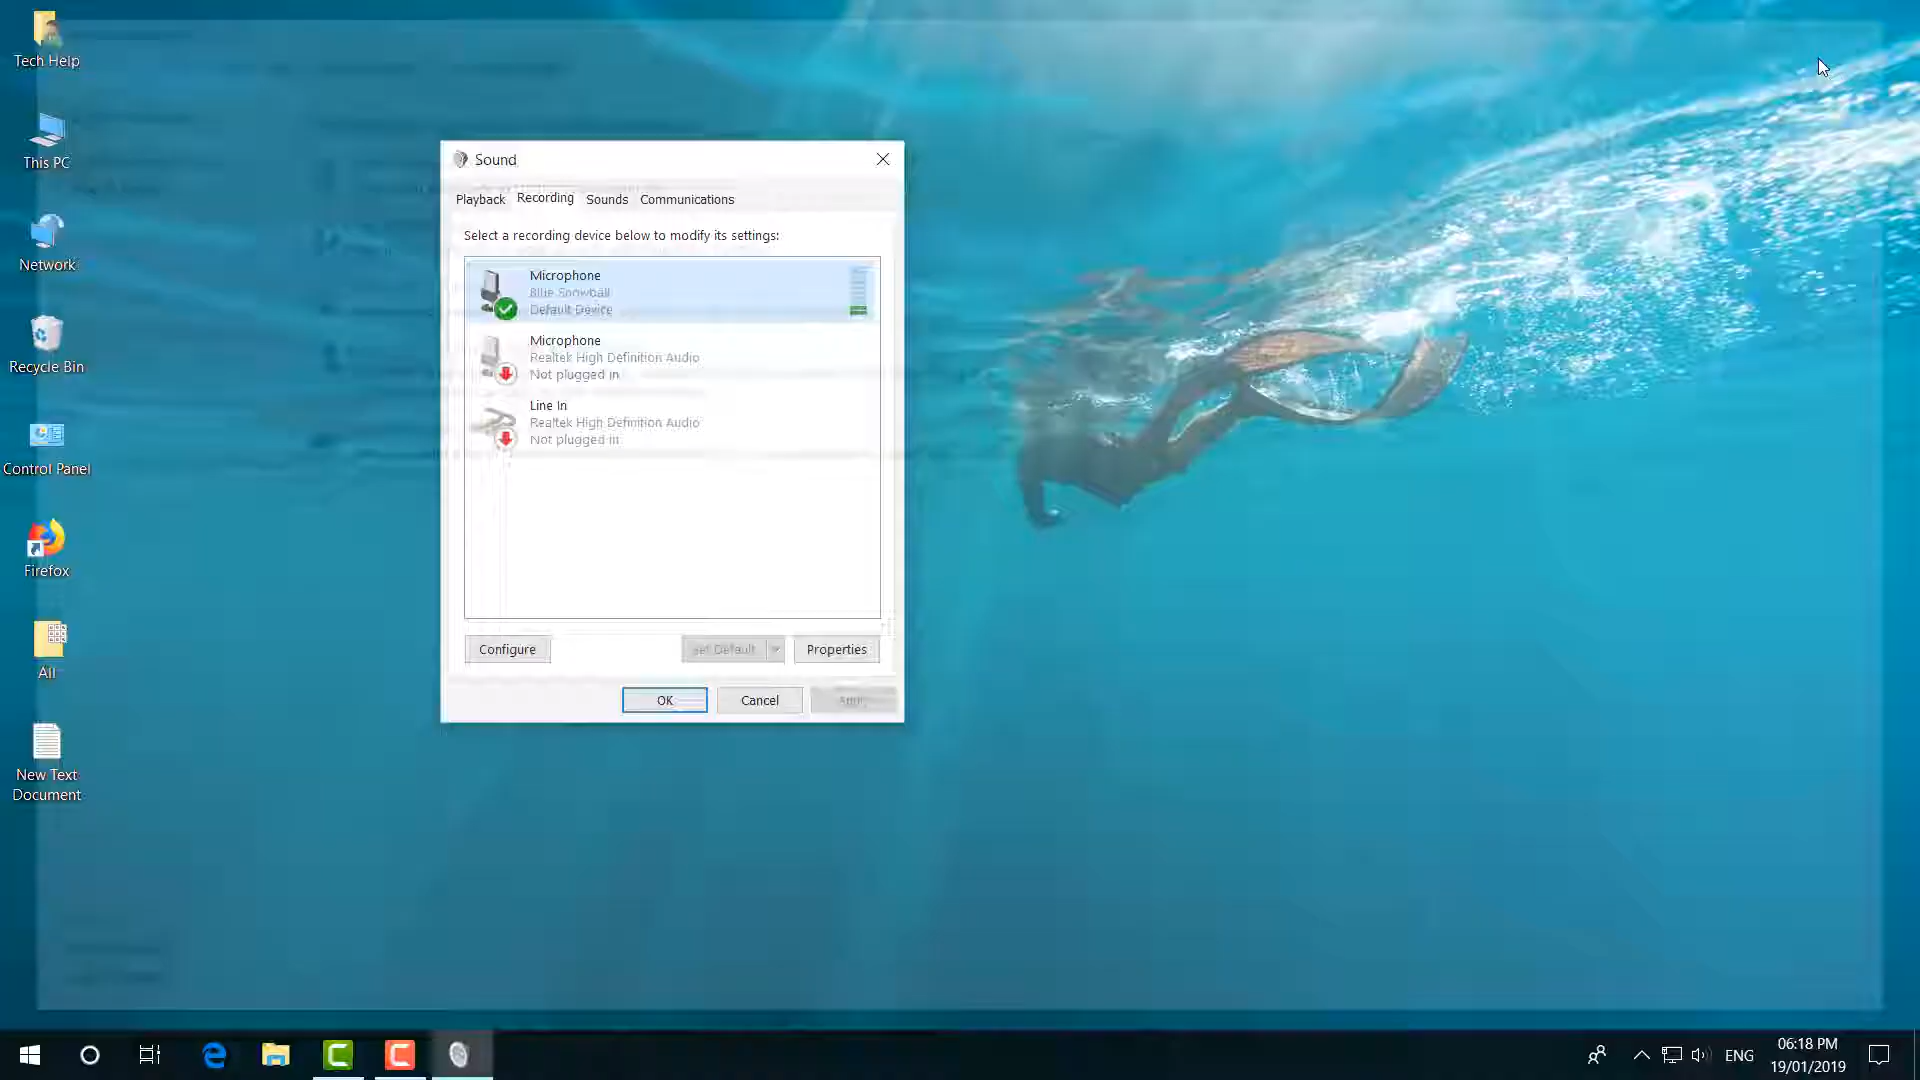 Tech Help
This PC
Network
Recycle Bin
Control Panel
Firefox
All
New Text
Document
Sound
Playback Recording Sounds Communications
Select a recording device below to modify its settings:
Microphone
Blue Snowball
Default Device
Microphone
Realtek High Definition Audio
Not plugged in
Line In
Realtek High Definition Audio
Not plugged in
Configure Set Default Properties
OK Cancel Apply
ENG
06:18 PM
19/01/2019